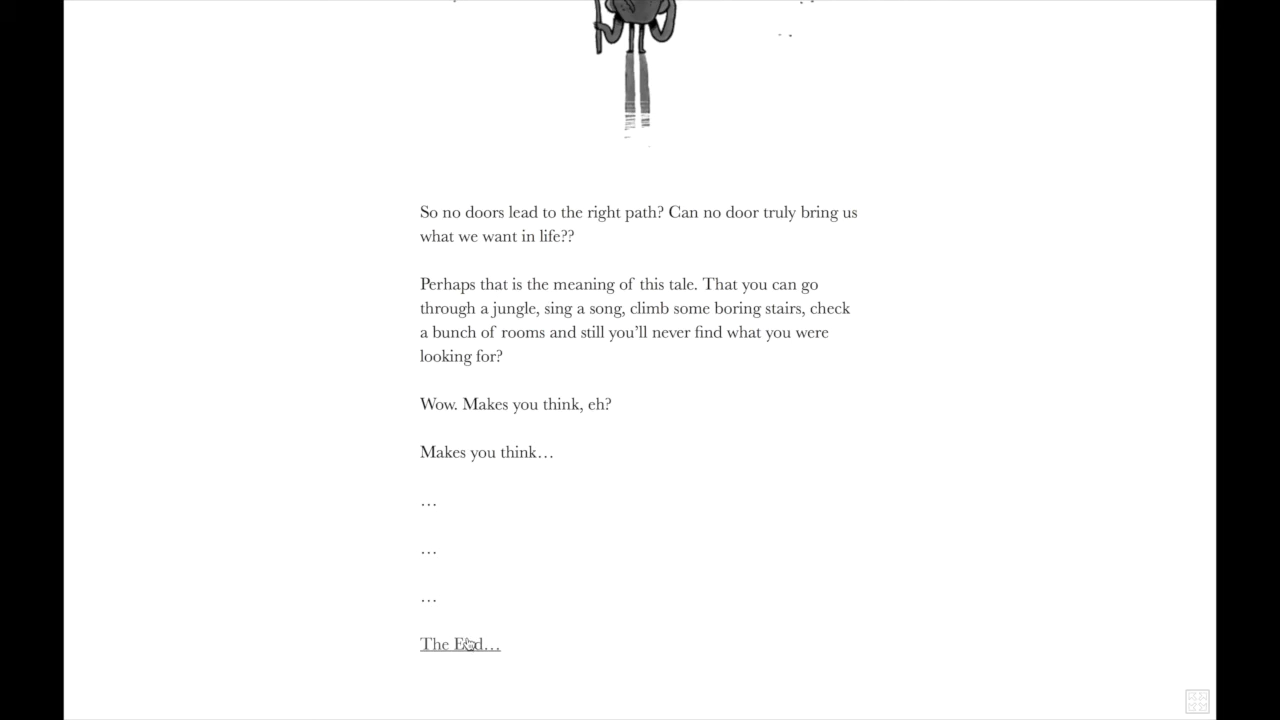 So no doors lead to the right path? Can no door truly bring us
what we want in life??
Perhaps that is the meaning of this tale. That you can go
through a jungle, sing a song, climb some boring stairs, check
a bunch of rooms and still you’ll never find what you were
looking for?
Wow. Makes you think, eh?
Makes you think…
…
…
…
The End…